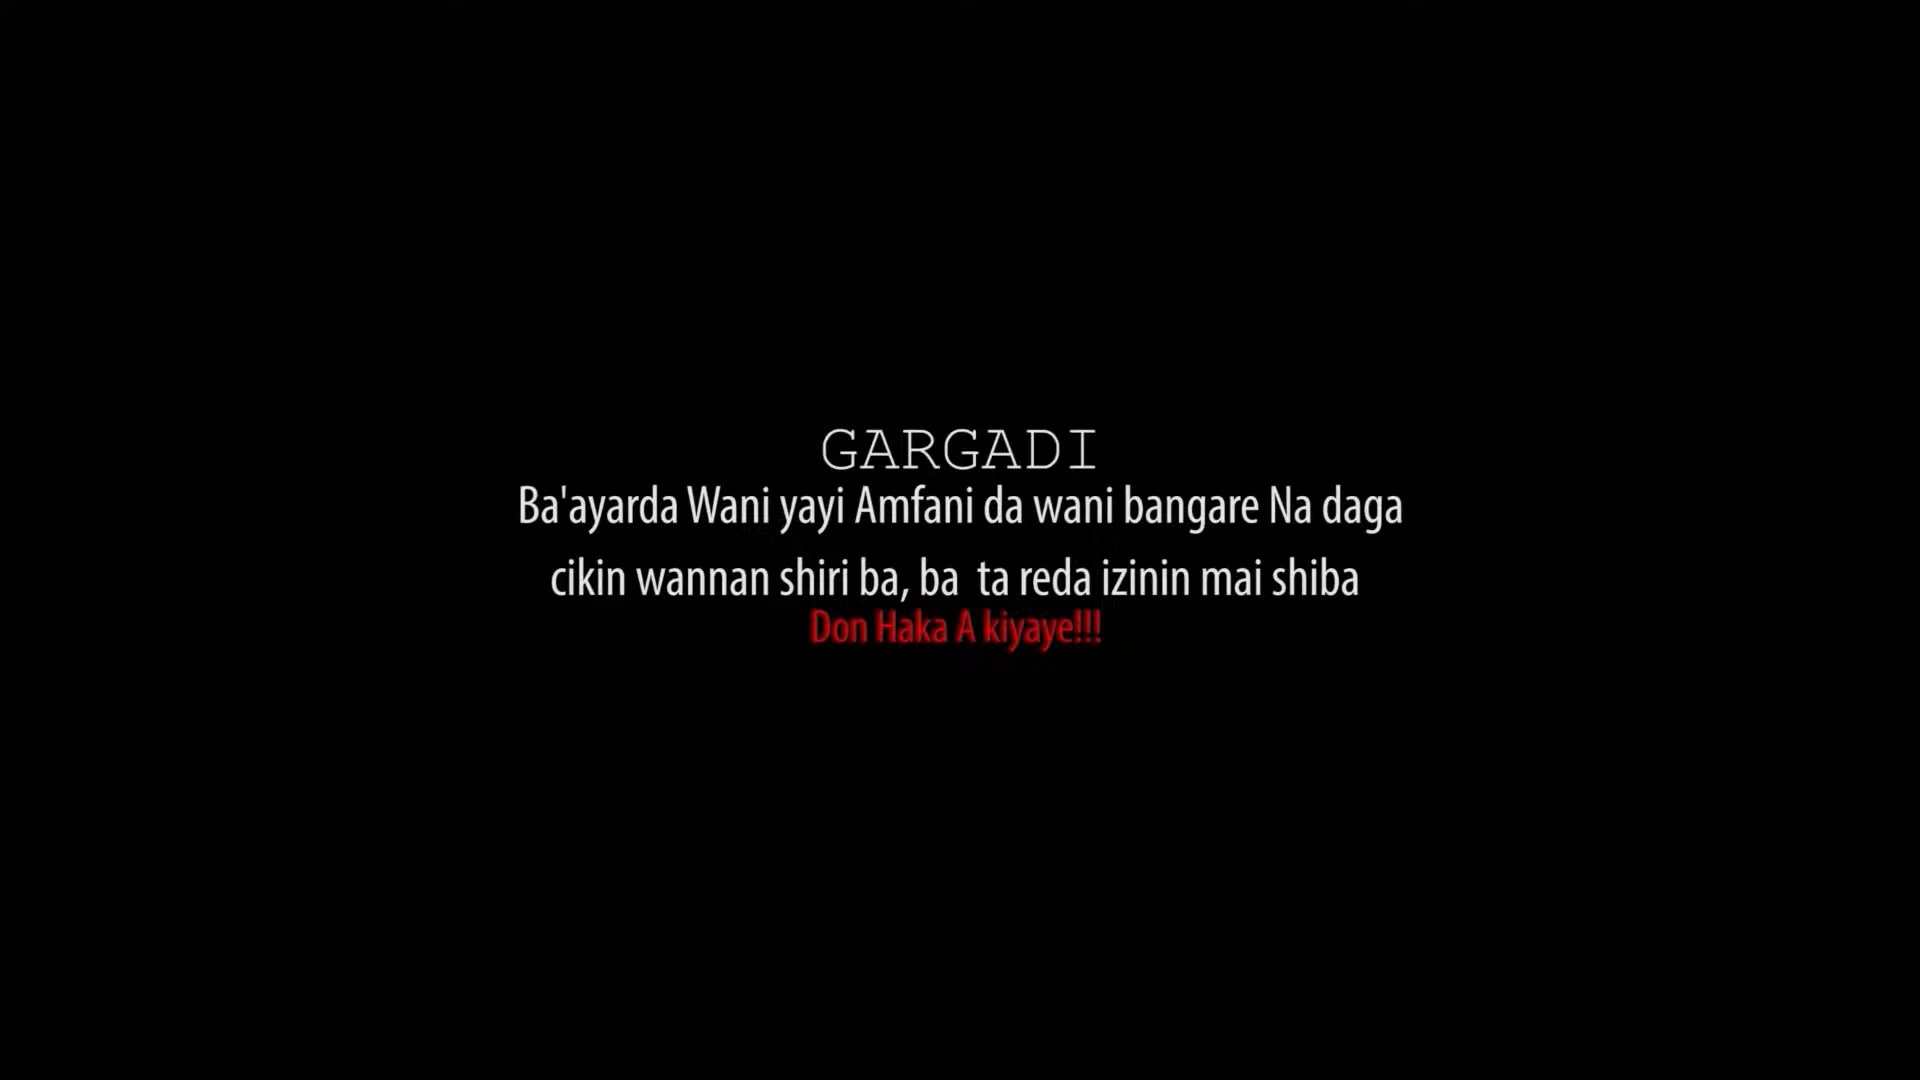 GARGADI
Ba'ayarda Wani yayi Amfani da wani bangare Na daga
cikin wannan shiri ba, ba ta reda izinin mai shiba
Don Haka A kiyaye!!!